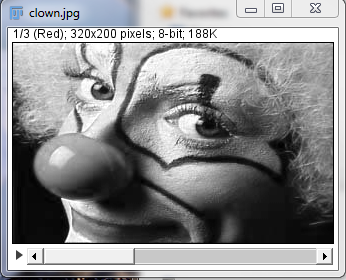 clown.jpg
1/3 (Red); 320x200 pixels; 8-bit; 188K